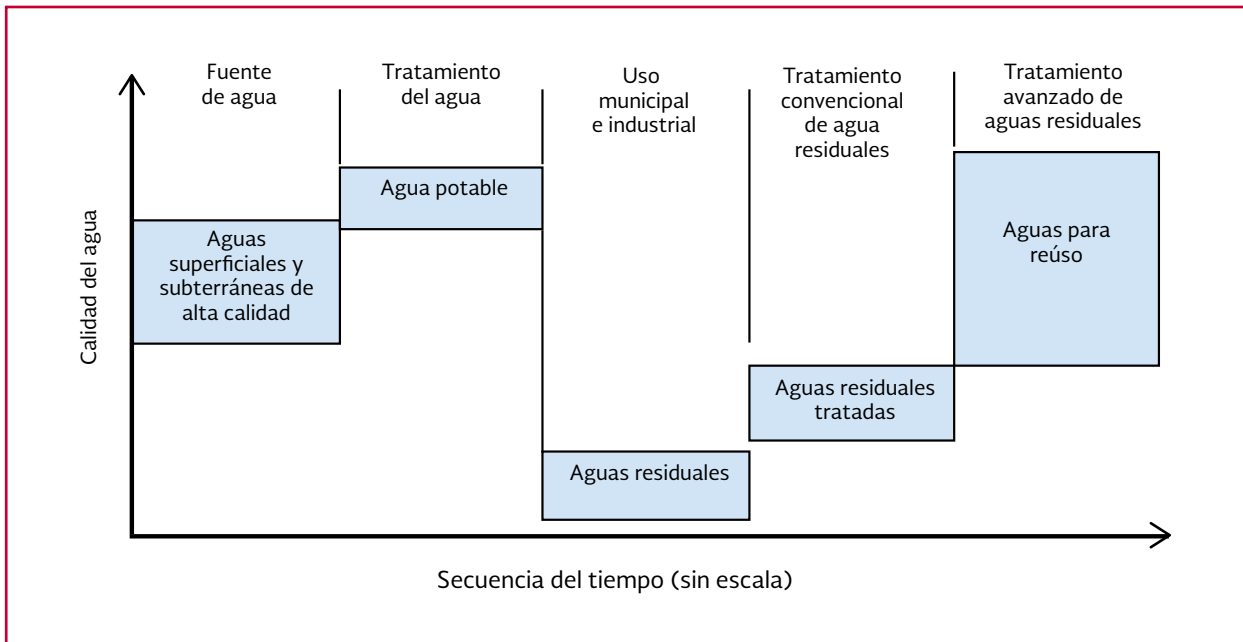 Fuente
de agua
Tratamiento
del agua
Uso
municipal
e industrial
Tratamiento
convencional
de agua
residuales
Tratamiento
avanzado de
aguas residuales
Calidad del agua
Aguas
superficiales y
subterráneas de
alta calidad
Agua potable
Aguas residuales
Aguas residuales
tratadas
Aguas para
reúso
Secuencia del tiempo (sin escala)